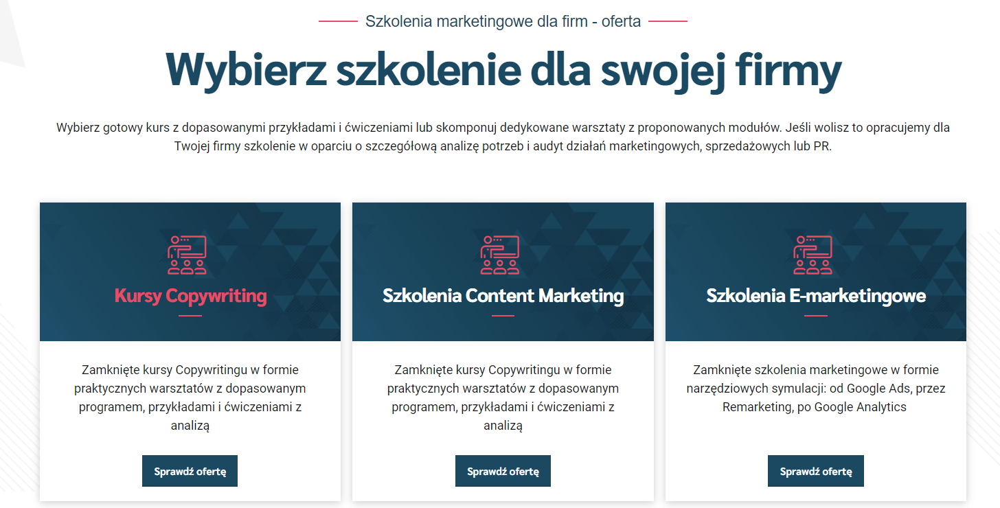 Szkolenia marketingowe dla firm - oferta
Wybierz szkolenie dla swojej firmy
Wybierz gotowy kurs z dopasowanymi przykładami i ćwiczeniami lub skomponuj dedykowane warsztaty z proponowanych modułów. Jeśli wolisz to opracujemy dla
Twojej firmy szkolenie w oparciu o szczegółową analizę potrzeb i audyt działań marketingowych, sprzedażowych lub PR.
Kursy Copywriting
Zamknięte kursy Copywritingu w formie
praktycznych warsztatów z dopasowanym
programem, przykładami i ćwiczeniami z
analizą
Sprawdź ofertę
Szkolenia Content Marketing
Zamknięte kursy Copywritingu w formie
praktycznych warsztatów z dopasowanym
programem, przykładami i ćwiczeniami z
analizą
Sprawdź ofertę
Szkolenia E-marketingowe
Zamknięte szkolenia marketingowe w formie
narzędziowych symulacji: od Google Ads, przez
Remarketing, po Google Analytics
Sprawdź ofertę